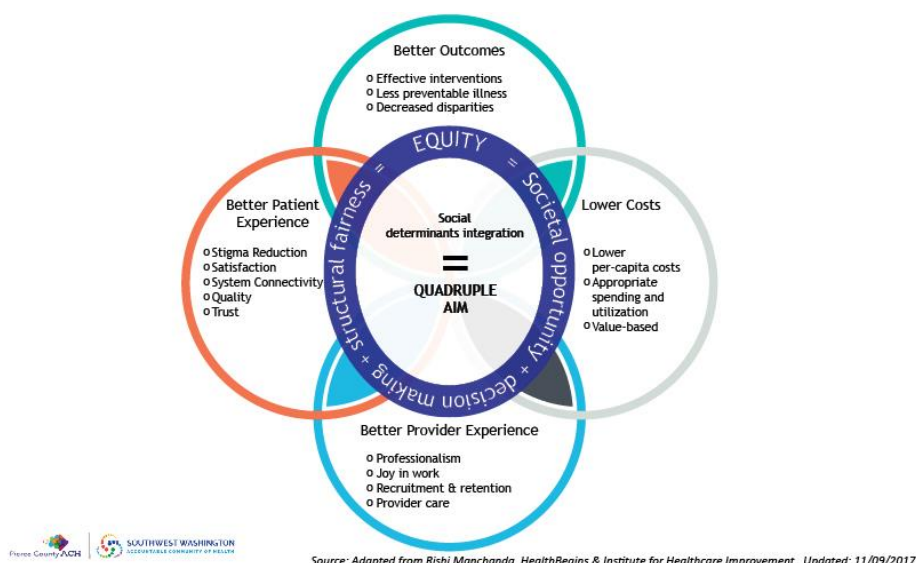 Better Outcomes
o Effective interventions
o Less preventable illness
o Decreased disparities
EQUITY = Societal opportunity + decision making + structural fairness =
Better Patient
Experience
o Stigma Reduction
o Satisfaction
o System Connectivity
o Quality
o Trust
Social
determinants integration
=
QUADRUPLE
AIM
Lower Costs
o Lower
per-capita costs
o Appropriate
spending and
utilization
o Value-based
Better Provider Experience
o Professionalism
o Joy in work
o Recruitment & retention
o Provider care
Pierce County ACH
SOUTHWEST WASHINGTON
ACCOUNTABLE COMMUNITY OF HEALTH
Source: Adapted from Rishi Manchanda, HealthBegins & Institute for Healthcare Improvement. Updated: 11/09/2017